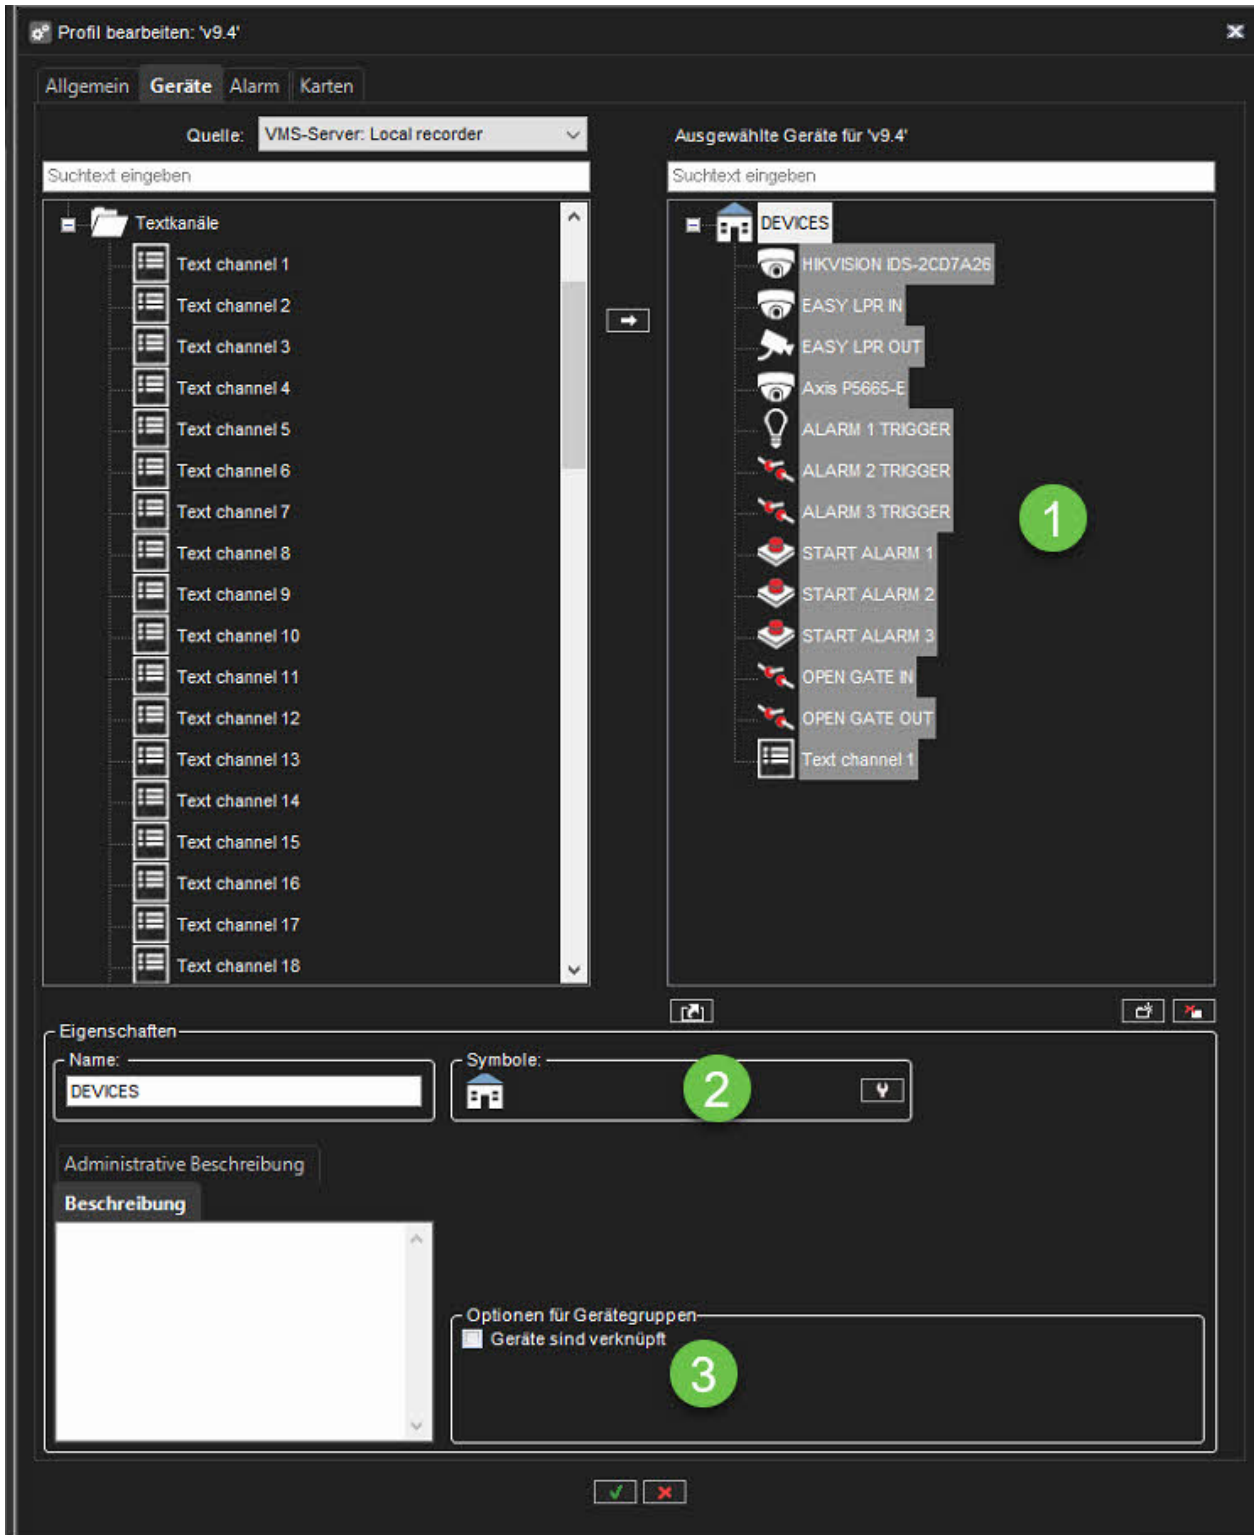 Profil bearbeiten: 'v9.4'
Allgemein Geräte Alarm Karten
Quelle: VMS-Server: Local recorder
Suchtext eingeben
Textkanäle
Text channel 1
Text channel 2
Text channel 3
Text channel 4
Text channel 5
Text channel 6
Text channel 7
Text channel 8
Text channel 9
Text channel 10
Text channel 11
Text channel 12
Text channel 13
Text channel 14
Text channel 15
Text channel 16
Text channel 17
Text channel 18
Ausgewählte Geräte für 'v9.4'
Suchtext eingeben
DEVICES
HIKVISION IDS-2CD7A26
EASY LPR IN
EASY LPR OUT
Axis P5665-E
ALARM 1 TRIGGER
ALARM 2 TRIGGER
ALARM 3 TRIGGER
START ALARM 1
START ALARM 2
START ALARM 3
OPEN GATE IN
OPEN GATE OUT
Text channel 1
1
Eigenschaften
Name:
DEVICES
Symbole:
2
Administrative Beschreibung
Beschreibung
Optionen für Gerätegruppen
Geräte sind verknüpft
3